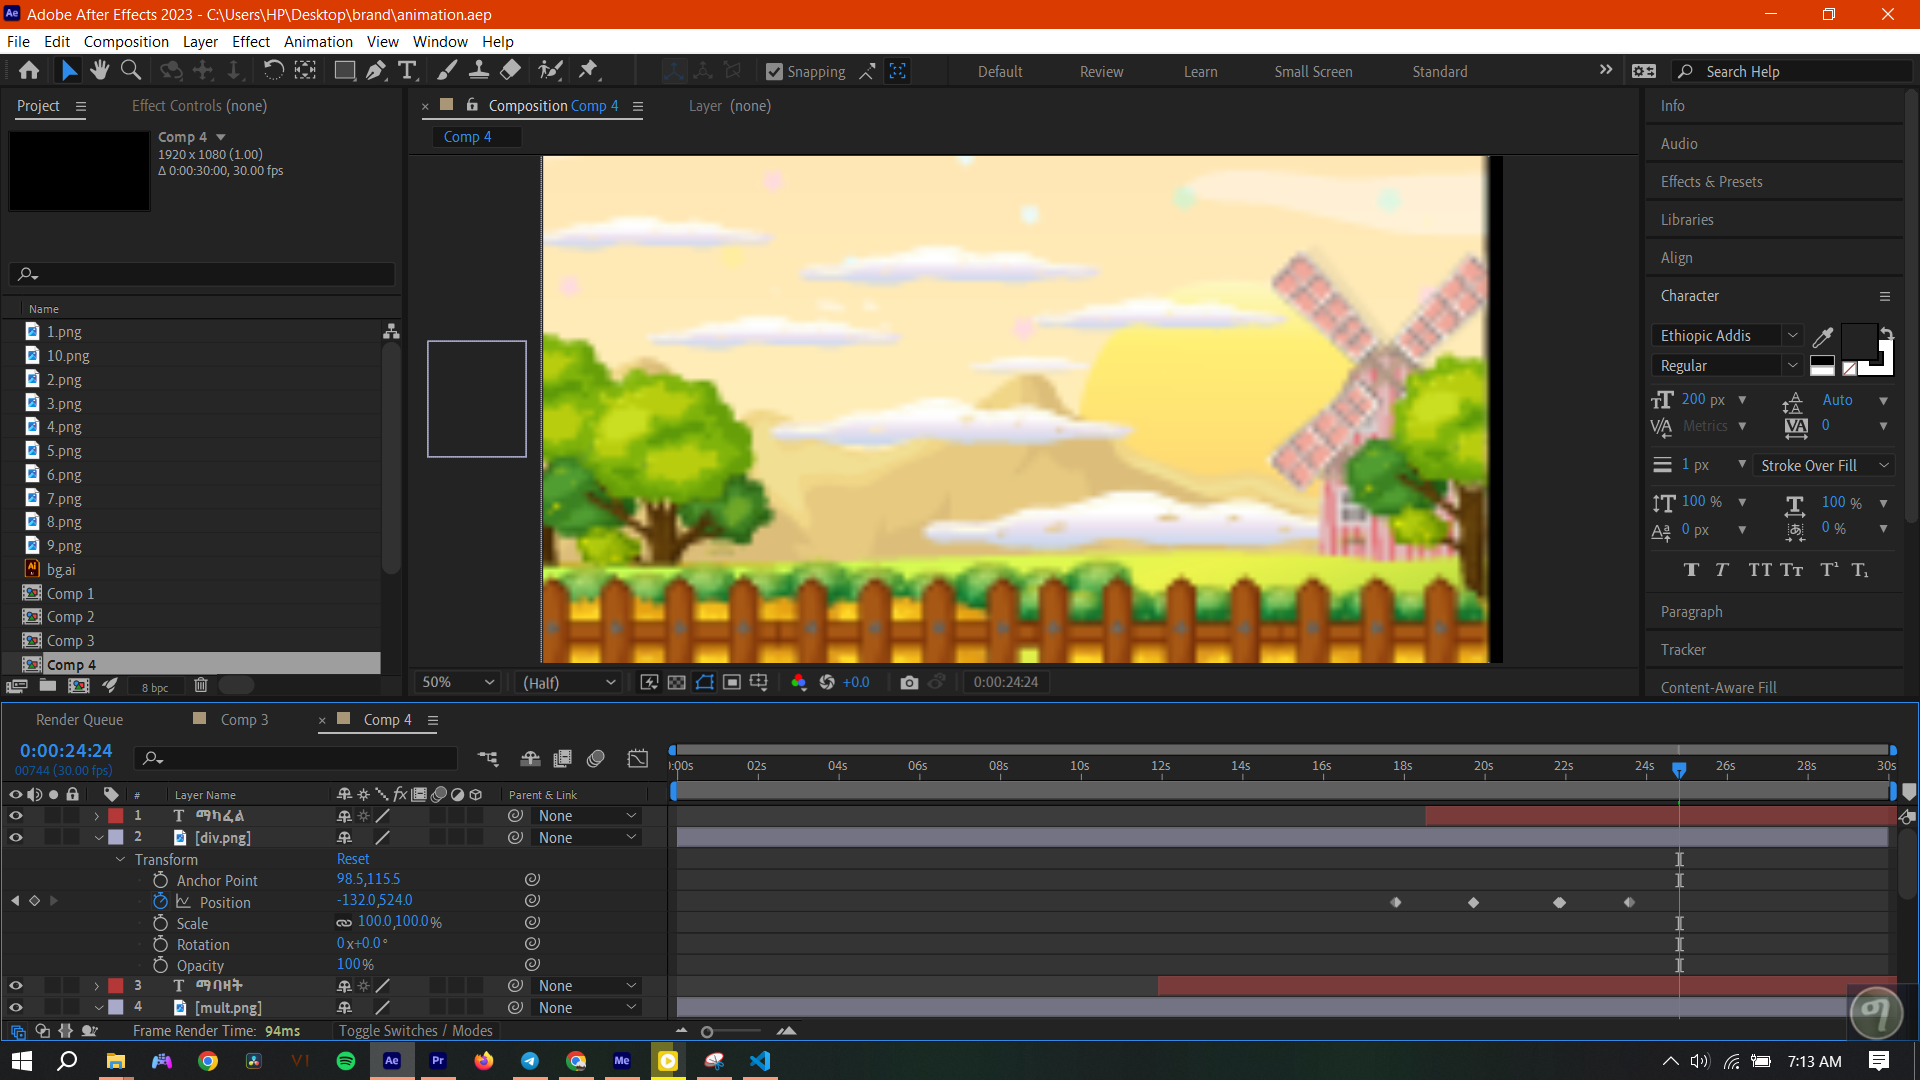 Adobe After Effects 2023 - C:\Users\HP\Desktop\brand\animation.aep
File Edit Composition Layer Effect Animation View Window Help
Snapping Default Review Learn Small Screen Standard Search Help
Project Effect Controls (none)
Comp 4
1920 x 1080 (1.00)
Δ 0:00:30:00, 30.00 fps
Name
1.png
10.png
2.png
3.png
4.png
5.png
6.png
7.png
8.png
9.png
bg.ai
Comp 1
Comp 2
Comp 3
Comp 4
8 bpc
Composition Comp 4 Layer (none)
Comp 4
50% (Half) +0.0 0:00:24:24
Info
Audio
Effects & Presets
Libraries
Align
Character
Ethiopic Addis
Regular
200 px Auto
Metrics 0
1 px Stroke Over Fill
100 % 100 %
0 px 0 %
Paragraph
Tracker
Content-Aware Fill
Render Queue Comp 3 Comp 4
0:00:24:24
00744 (30.00 fps)
:00s 02s 04s 06s 08s 10s 12s 14s 16s 18s 20s 22s 24s 26s 28s 30s
# Layer Name Parent & Link
1 ማካፈል None
2 [div.png] None
Transform Reset
Anchor Point 98.5,115.5
Position -132.0,524.0
Scale 100.0,100.0%
Rotation 0x+0.0°
Opacity 100%
3 ማባዛት None
4 [mult.png] None
Frame Render Time: 94ms Toggle Switches / Modes
7:13 AM